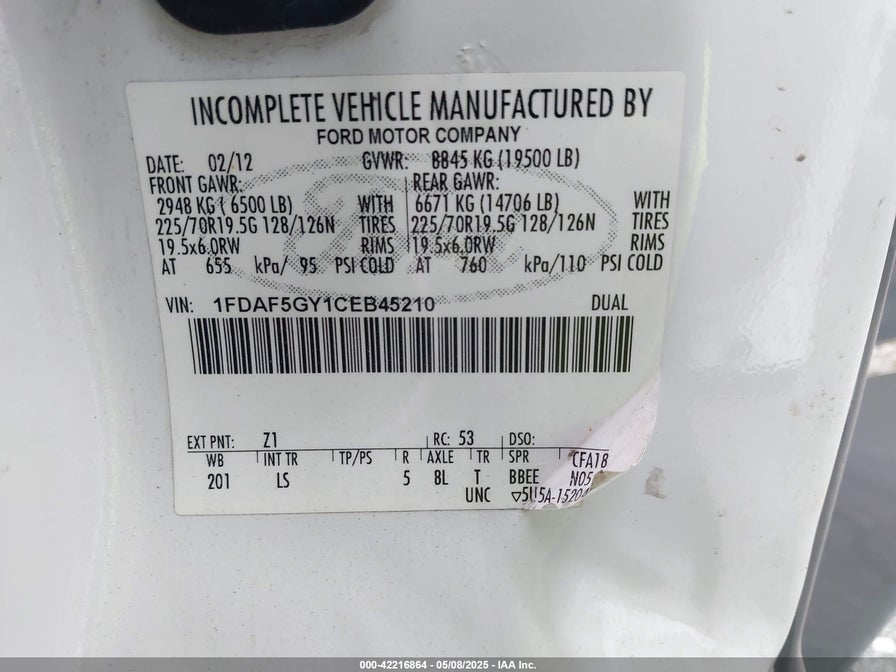 INCOMPLETE VEHICLE MANUFACTURED BY
FORD MOTOR COMPANY
DATE: 02/12 GVWR: 8845 KG (19500 LB)
FRONT GAWR: REAR GAWR:
2948 KG ( 6500 LB) WITH 6671 KG (14706 LB) WITH
225/70R19.5G 128/126N TIRES 225/70R19.5G 128/126N TIRES
19.5x6.0RW RIMS 19.5x6.0RW RIMS
AT 655 kPa/ 95 PSI COLD AT 760 kPa/110 PSI COLD
VIN: 1FDAF5GY1CEB45210 DUAL
EXT PNT: Z1 RC: 53 DSO:
WB INT TR TP/PS R AXLE TR SPR CFA18
201 LS 5 8L T BBEE N05
UNC ▽5U5A-15204
000-42216864 - 05/08/2025 - IAA Inc.